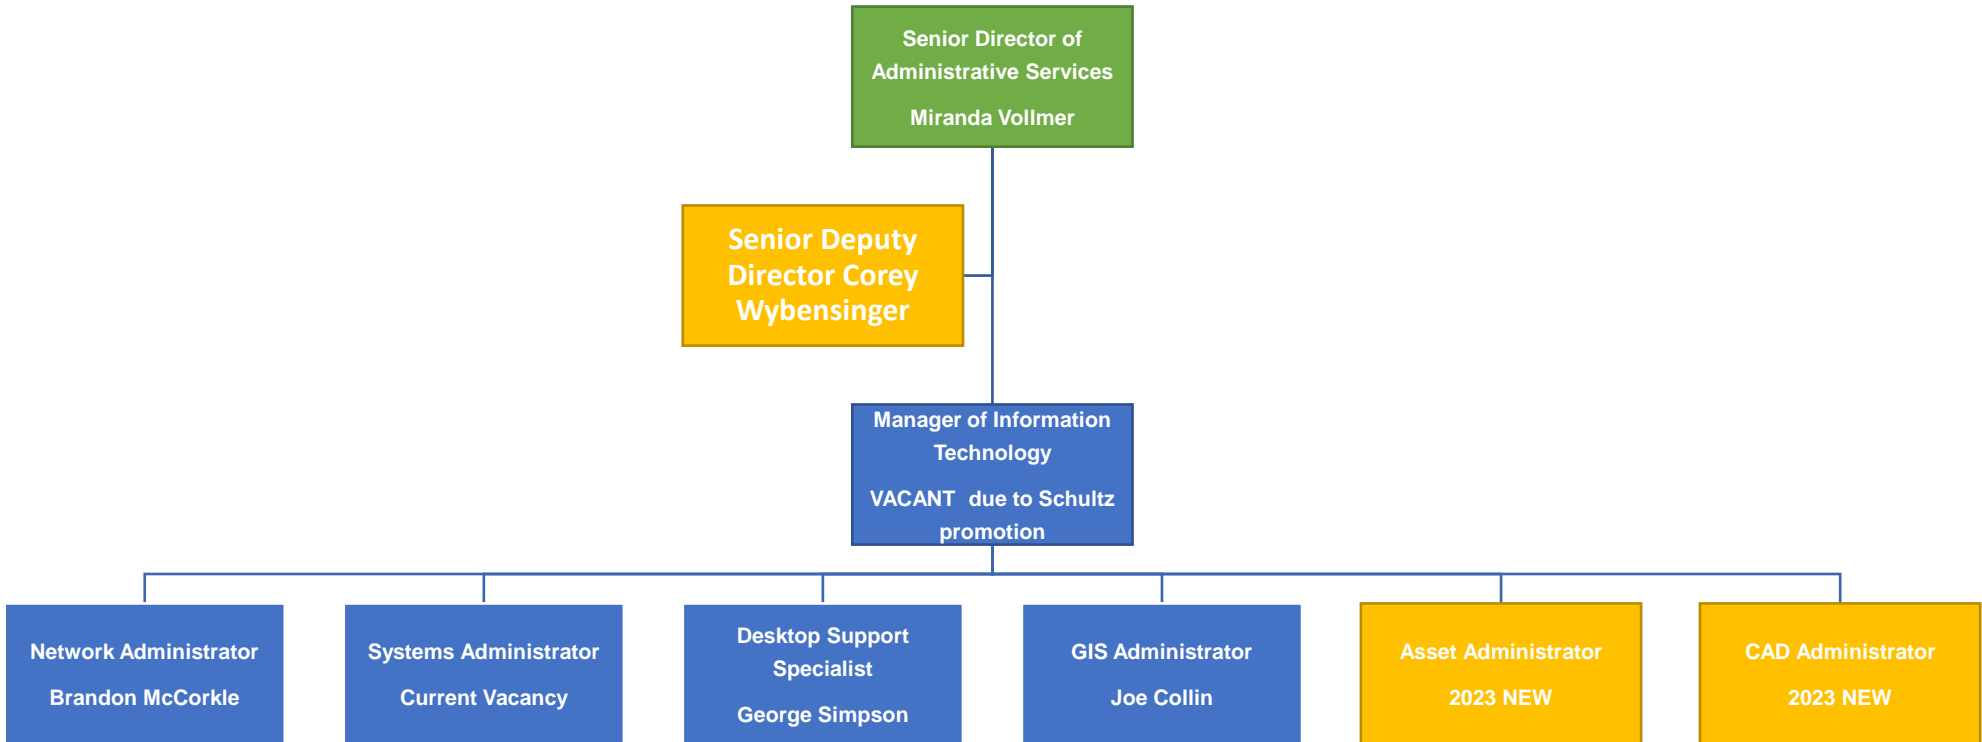 Senior Director of
Administrative Services
Miranda Vollmer
Senior Deputy
Director Corey
Wybensinger
Manager of Information
Technology
VACANT due to Schultz
promotion
Network Administrator
Brandon McCorkle
Systems Administrator
Current Vacancy
Desktop Support
Specialist
George Simpson
GIS Administrator
Joe Collin
Asset Administrator
2023 NEW
CAD Administrator
2023 NEW